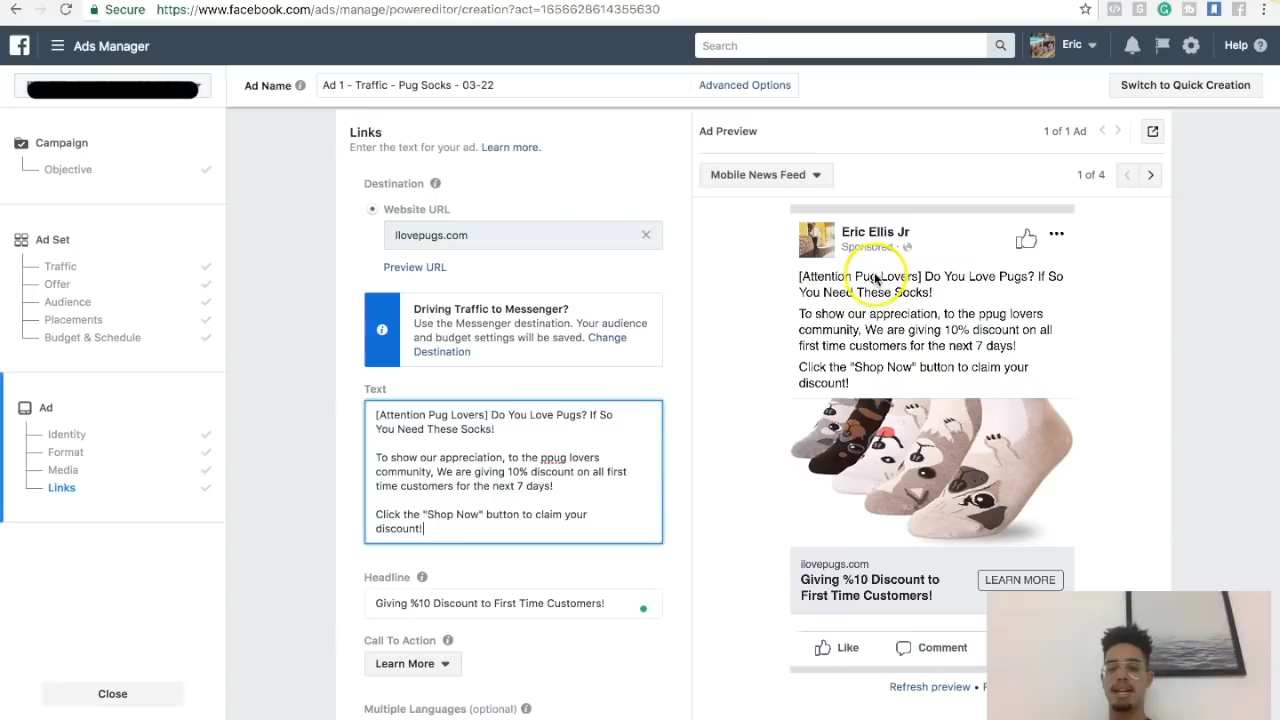 Secure https://www.facebook.com/ads/manage/powereditor/creation?act=1656628614355630
Ads Manager
Search
Eric
Help
Ad Name
Ad 1 - Traffic - Pug Socks - 03-22
Advanced Options
Switch to Quick Creation
Campaign
Objective
Ad Set
Traffic
Offer
Audience
Placements
Budget & Schedule
Ad
Identity
Format
Media
Links
Close
Links
Enter the text for your ad. Learn more.
Destination
Website URL
Ilovepugs.com
Preview URL
Driving Traffic to Messenger?
Use the Messenger destination. Your audience
and budget settings will be saved. Change
Destination
Text
[Attention Pug Lovers] Do You Love Pugs? If So
You Need These Socks!
To show our appreciation, to the ppug lovers
community, We are giving 10% discount on all first
time customers for the next 7 days!
Click the "Shop Now" button to claim your
discount!
Headline
Giving %10 Discount to First Time Customers!
Call To Action
Learn More
Multiple Languages (optional)
Ad Preview
1 of 1 Ad
Mobile News Feed
1 of 4
Eric Ellis Jr
Sponsored
[Attention Pug Lovers] Do You Love Pugs? If So
You Need These Socks!
To show our appreciation, to the ppug lovers
community, We are giving 10% discount on all
first time customers for the next 7 days!
Click the "Shop Now" button to claim your
discount!
ilovepugs.com
Giving %10 Discount to
First Time Customers!
LEARN MORE
Like
Comment
Refresh preview •